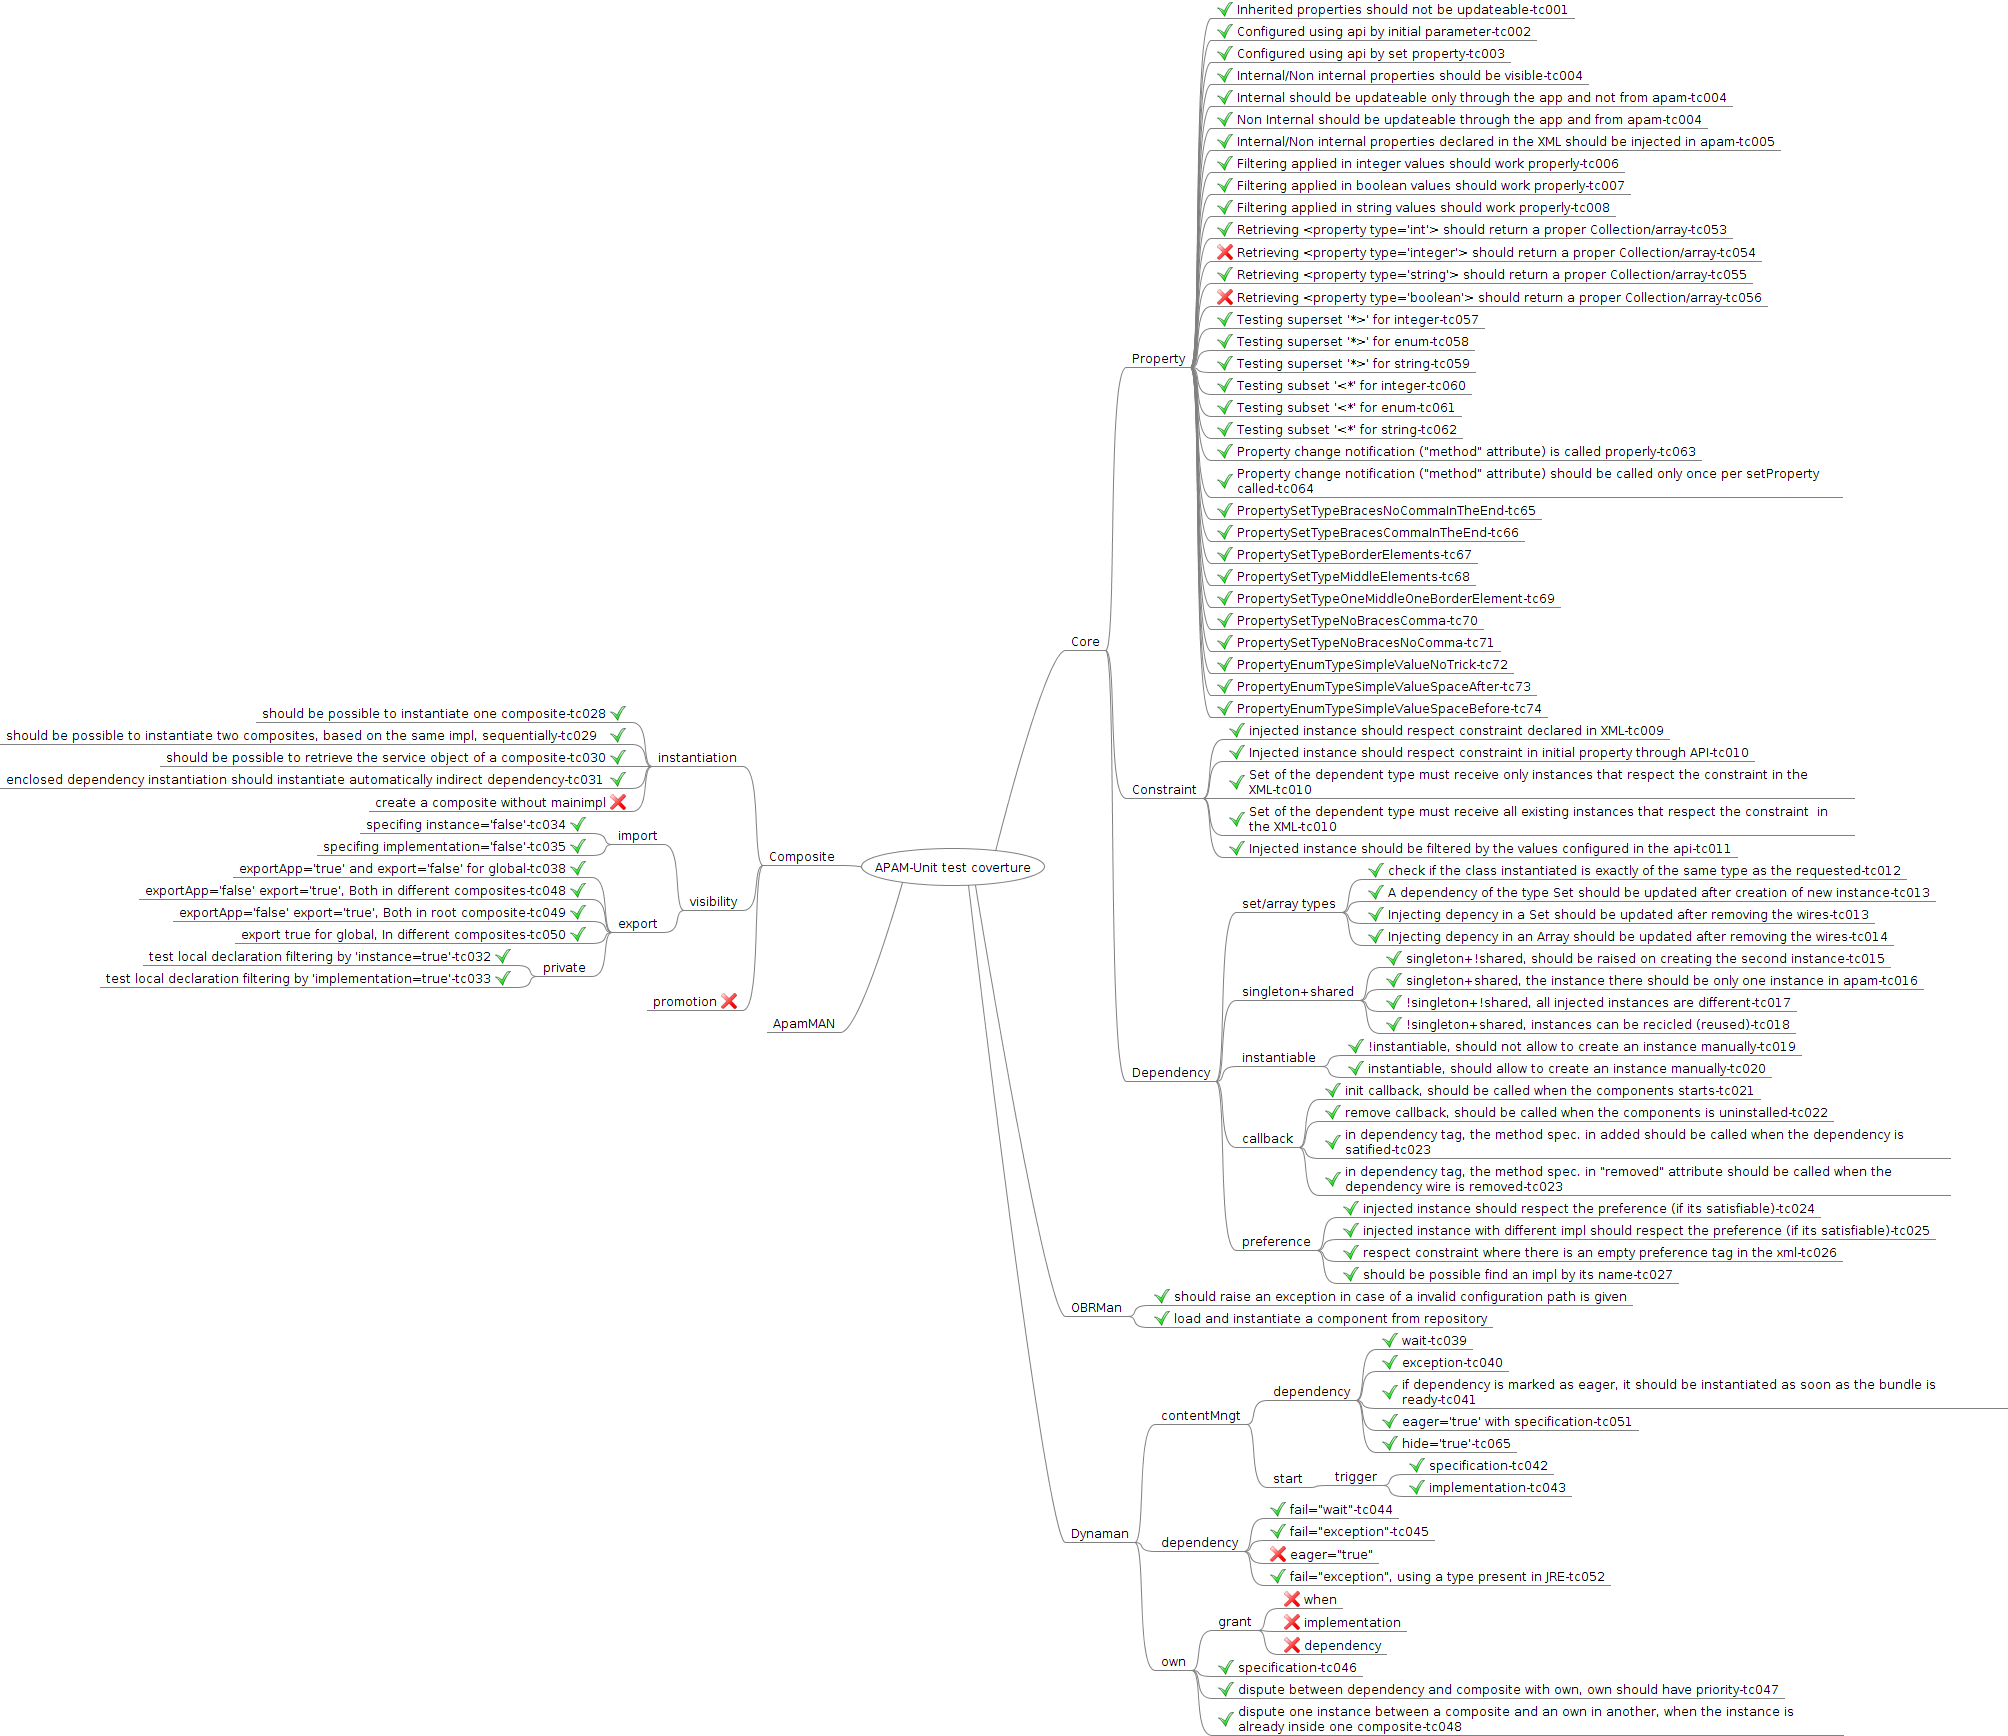 APAM-Unit test coverture
Core
Property
Inherited properties should not be updateable-tc001
Configured using api by initial parameter-tc002
Configured using api by set property-tc003
Internal/Non internal properties should be visible-tc004
Internal should be updateable only through the app and not from apam-tc004
Non Internal should be updateable through the app and from apam-tc004
Internal/Non internal properties declared in the XML should be injected in apam-tc005
Filtering applied in integer values should work properly-tc006
Filtering applied in boolean values should work properly-tc007
Filtering applied in string values should work properly-tc008
Retrieving <property type='int'> should return a proper Collection/array-tc053
Retrieving <property type='integer'> should return a proper Collection/array-tc054
Retrieving <property type='string'> should return a proper Collection/array-tc055
Retrieving <property type='boolean'> should return a proper Collection/array-tc056
Testing superset '*>' for integer-tc057
Testing superset '*>' for enum-tc058
Testing superset '*>' for string-tc059
Testing subset '<*' for integer-tc060
Testing subset '<*' for enum-tc061
Testing subset '<*' for string-tc062
Property change notification ("method" attribute) is called properly-tc063
Property change notification ("method" attribute) should be called only once per setProperty
called-tc064
PropertySetTypeBracesNoCommaInTheEnd-tc65
PropertySetTypeBracesCommaInTheEnd-tc66
PropertySetTypeBorderElements-tc67
PropertySetTypeMiddleElements-tc68
PropertySetTypeOneMiddleOneBorderElement-tc69
PropertySetTypeNoBracesComma-tc70
PropertySetTypeNoBracesNoComma-tc71
PropertyEnumTypeSimpleValueNoTrick-tc72
PropertyEnumTypeSimpleValueSpaceAfter-tc73
PropertyEnumTypeSimpleValueSpaceBefore-tc74
Constraint
injected instance should respect constraint declared in XML-tc009
Injected instance should respect constraint in initial property through API-tc010
Set of the dependent type must receive only instances that respect the constraint in the
XML-tc010
Set of the dependent type must receive all existing instances that respect the constraint  in
the XML-tc010
Injected instance should be filtered by the values configured in the api-tc011
Dependency
set/array types
check if the class instantiated is exactly of the same type as the requested-tc012
A dependency of the type Set should be updated after creation of new instance-tc013
Injecting depency in a Set should be updated after removing the wires-tc013
Injecting depency in an Array should be updated after removing the wires-tc014
singleton+shared
singleton+!shared, should be raised on creating the second instance-tc015
singleton+shared, the instance there should be only one instance in apam-tc016
!singleton+!shared, all injected instances are different-tc017
!singleton+shared, instances can be recicled (reused)-tc018
instantiable
!instantiable, should not allow to create an instance manually-tc019
instantiable, should allow to create an instance manually-tc020
callback
init callback, should be called when the components starts-tc021
remove callback, should be called when the components is uninstalled-tc022
in dependency tag, the method spec. in added should be called when the dependency is
satified-tc023
in dependency tag, the method spec. in "removed" attribute should be called when the
dependency wire is removed-tc023
preference
injected instance should respect the preference (if its satisfiable)-tc024
injected instance with different impl should respect the preference (if its satisfiable)-tc025
respect constraint where there is an empty preference tag in the xml-tc026
should be possible find an impl by its name-tc027
OBRMan
should raise an exception in case of a invalid configuration path is given
load and instantiate a component from repository
Dynaman
contentMngt
dependency
wait-tc039
exception-tc040
if dependency is marked as eager, it should be instantiated as soon as the bundle is
ready-tc041
eager='true' with specification-tc051
hide='true'-tc065
start
trigger
specification-tc042
implementation-tc043
dependency
fail="wait"-tc044
fail="exception"-tc045
eager="true"
fail="exception", using a type present in JRE-tc052
own
grant
when
implementation
dependency
specification-tc046
dispute between dependency and composite with own, own should have priority-tc047
dispute one instance between a composite and an own in another, when the instance is
already inside one composite-tc048
Composite
instantiation
should be possible to instantiate one composite-tc028
should be possible to instantiate two composites, based on the same impl, sequentially-tc029
should be possible to retrieve the service object of a composite-tc030
enclosed dependency instantiation should instantiate automatically indirect dependency-tc031
create a composite without mainimpl
visibility
import
specifing instance='false'-tc034
specifing implementation='false'-tc035
export
exportApp='true' and export='false' for global-tc038
exportApp='false' export='true', Both in different composites-tc048
exportApp='false' export='true', Both in root composite-tc049
export true for global, In different composites-tc050
private
test local declaration filtering by 'instance=true'-tc032
test local declaration filtering by 'implementation=true'-tc033
promotion
ApamMAN